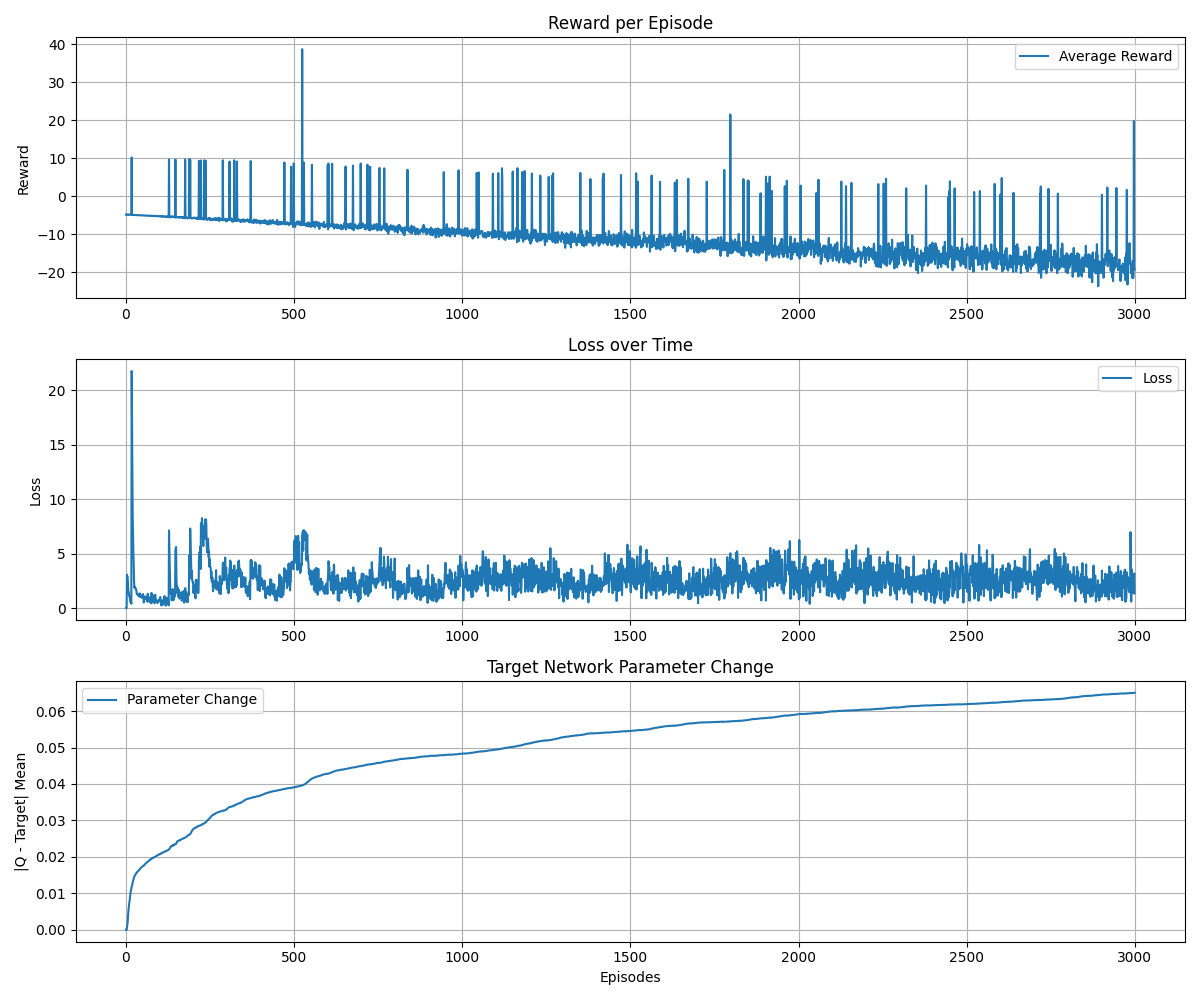 Reward per Episode
Average Reward
Reward
40
30
20
10
0
−10
−20
0 500 1000 1500 2000 2500 3000
Loss over Time
Loss
Loss
20
15
10
5
0
0 500 1000 1500 2000 2500 3000
Target Network Parameter Change
Parameter Change
|Q - Target| Mean
0.06
0.05
0.04
0.03
0.02
0.01
0.00
0 500 1000 1500 2000 2500 3000
Episodes